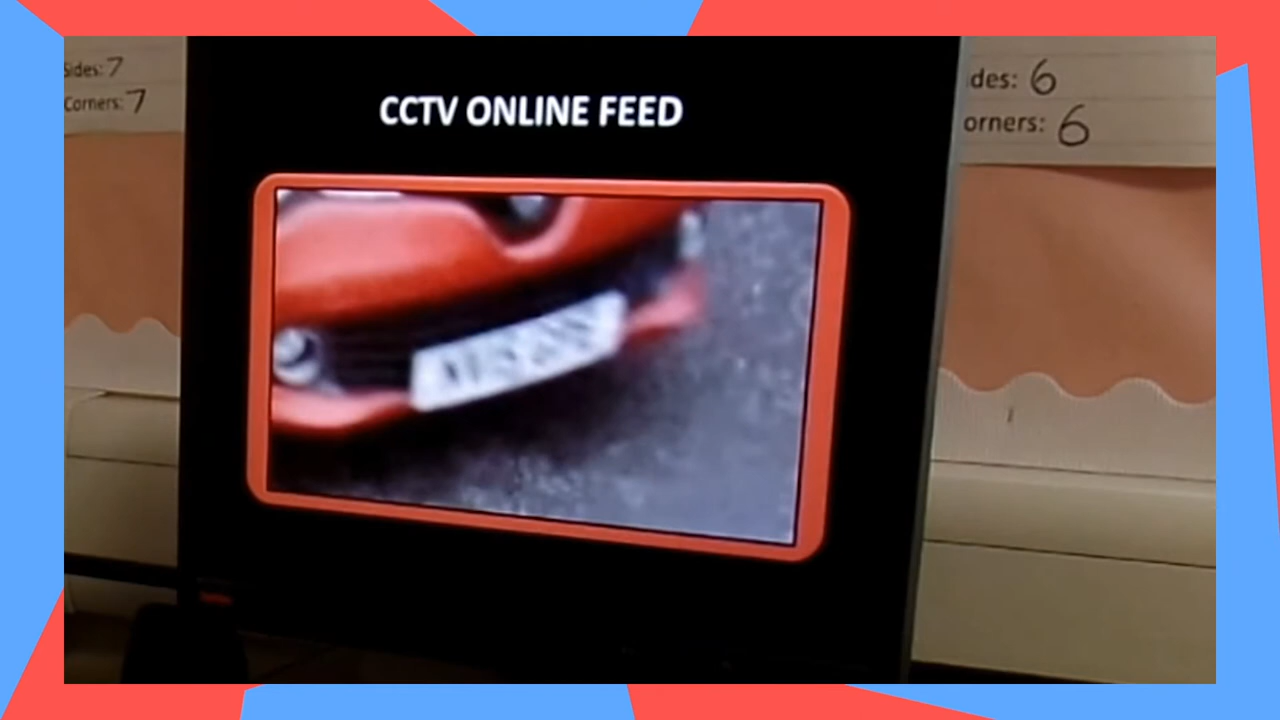 Sides: 7
Corners: 7
CCTV ONLINE FEED
des: 6
orners: 6